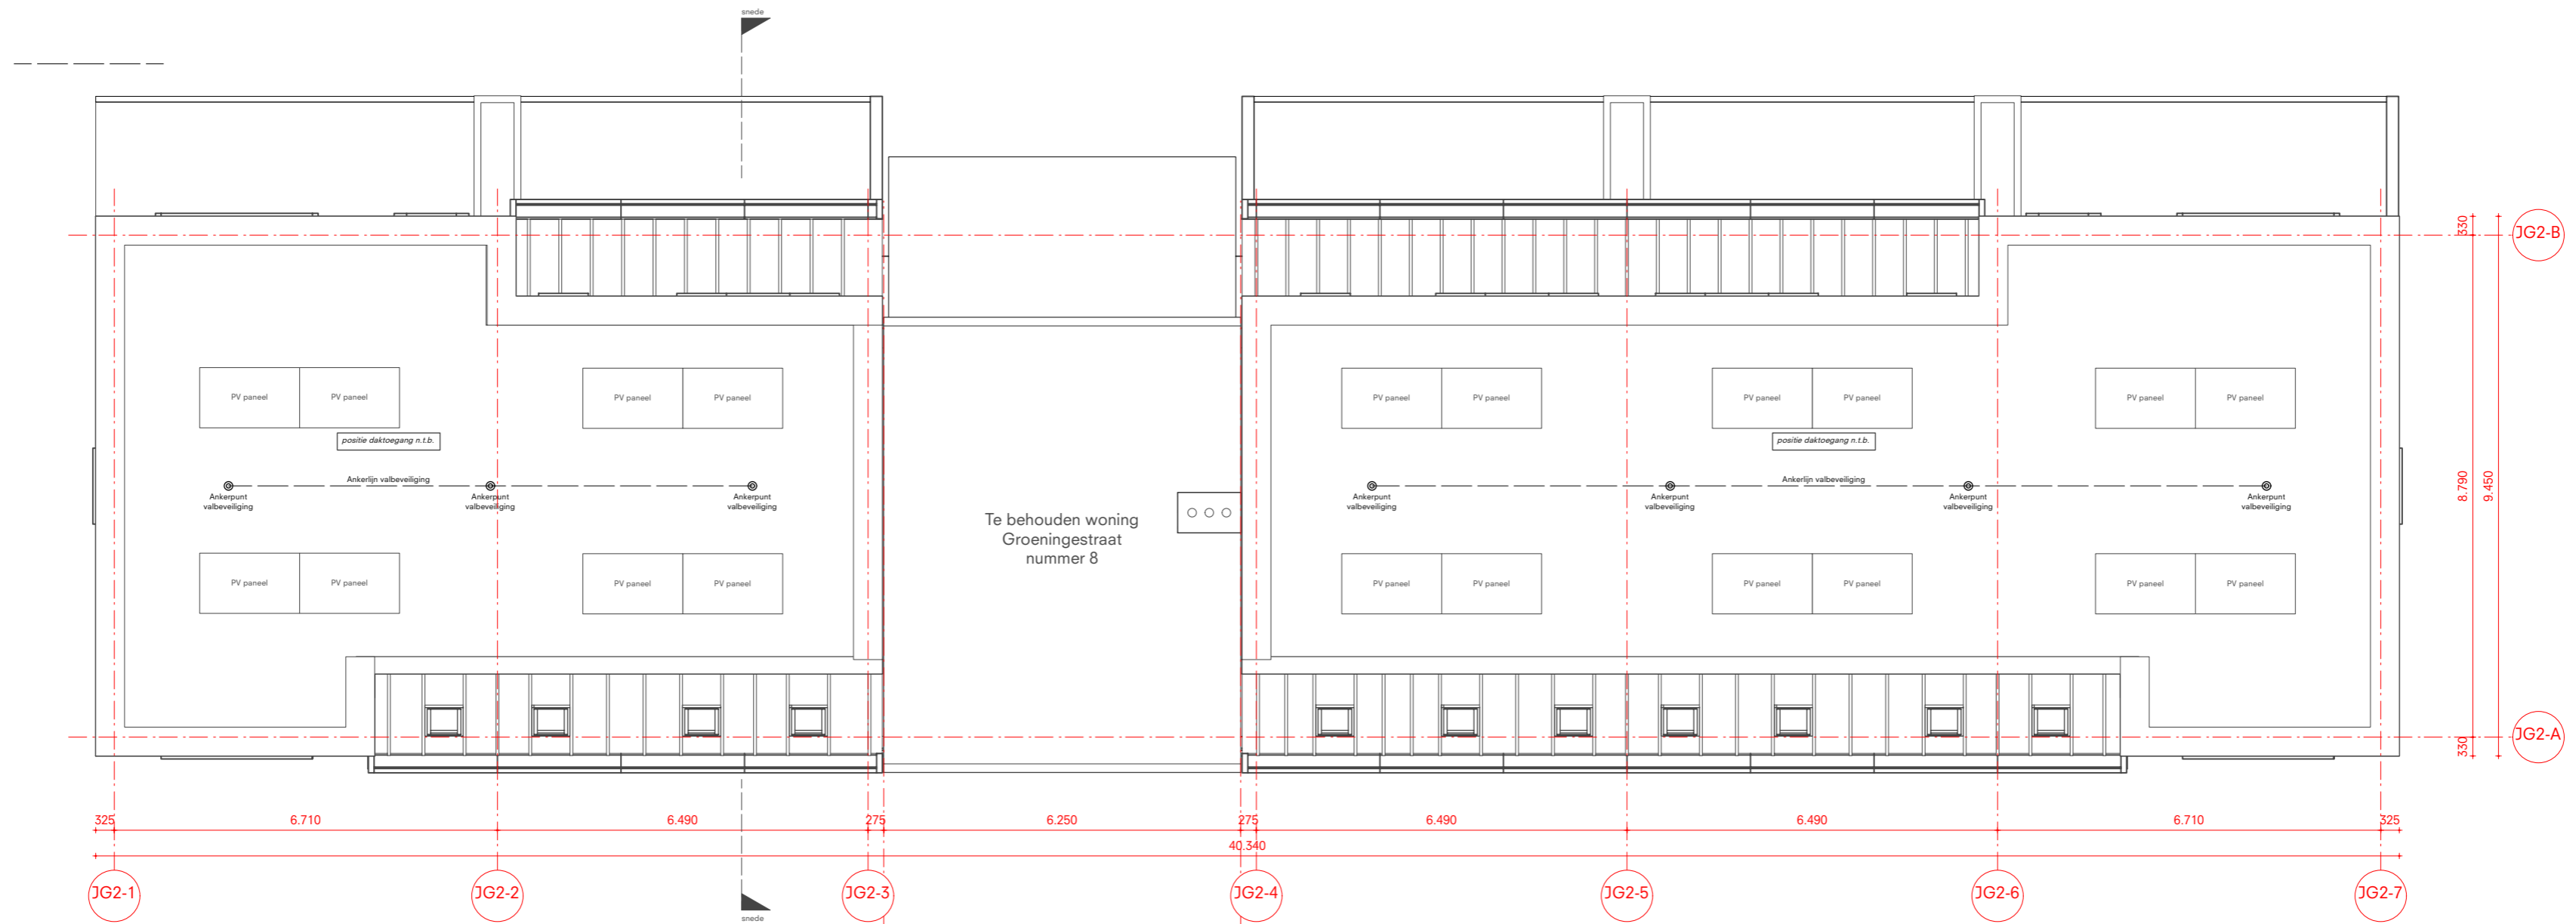 snede
JG2-B
330
PV paneel PV paneel PV paneel PV paneel PV paneel PV paneel PV paneel PV paneel PV paneel PV paneel
positie daktoegang n.t.b. positie daktoegang n.t.b.
Ankerlijn valbeveiliging Ankerlijn valbeveiliging
8.790 9.450
Ankerpunt Ankerpunt Ankerpunt Ankerpunt Ankerpunt Ankerpunt Ankerpunt
valbeveiliging valbeveiliging valbeveiliging valbeveiliging valbeveiliging valbeveiliging valbeveiliging
Te behouden woning
Groeningestraat
nummer 8
PV paneel PV paneel PV paneel PV paneel PV paneel PV paneel PV paneel PV paneel PV paneel PV paneel
JG2-A
330
325 6.710 6.490 275 6.250 275 6.490 6.490 6.710 325
40.340
JG2-1 JG2-2 JG2-3 JG2-4 JG2-5 JG2-6 JG2-7
snede